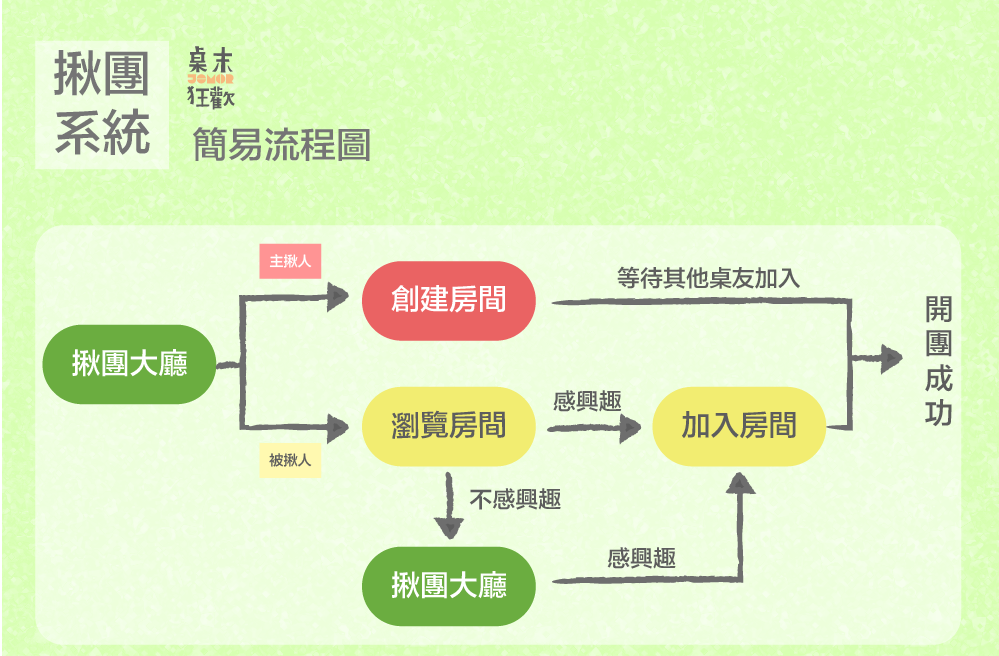 揪團
系統
桌末
JOMOR
狂歡
簡易流程圖
主揪人
創建房間
等待其他桌友加入
開團成功
揪團大廳
瀏覽房間
感興趣
加入房間
被揪人
不感興趣
揪團大廳
感興趣